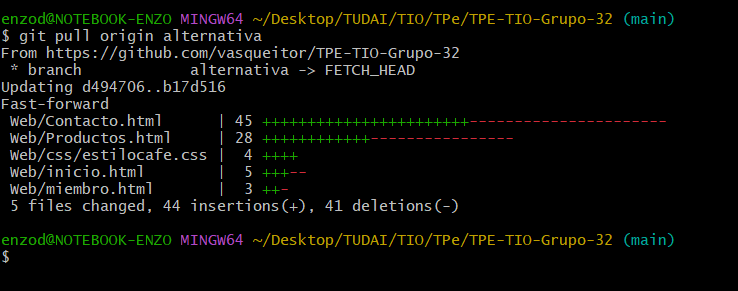 enzod@NOTEBOOK-ENZO MINGW64 ~/Desktop/TUDAI/TIO/TPe/TPE-TIO-Grupo-32 (main)
$ git pull origin alternativa
From https://github.com/vasqueitor/TPE-TIO-Grupo-32
 * branch            alternativa -> FETCH_HEAD
Updating d494706..b17d516
Fast-forward
 Web/Contacto.html      | 45 +++++++++++++++++++++++----------------------
 Web/Productos.html     | 28 ++++++++++++----------------
 Web/css/estilocafe.css |  4 ++++
 Web/inicio.html        |  5 +++--
 Web/miembro.html       |  3 ++-
 5 files changed, 44 insertions(+), 41 deletions(-)
enzod@NOTEBOOK-ENZO MINGW64 ~/Desktop/TUDAI/TIO/TPe/TPE-TIO-Grupo-32 (main)
$